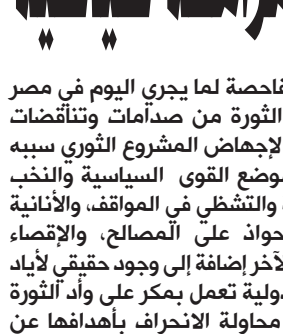 فاحصة لما يجري اليوم في مصر
الثورة من صدامات وتناقضات
لإجهاض المشروع الثوري سببه
وضع القوى السياسية والنخب
والتشظي في المواقف، والأنانية
حواذ على المصالح، والإقصاء
لآخر إضافة إلى وجود حقيقي لأياد
دولية تعمل بمكر على وأد الثورة
محاولة الانحراف بأهدافها عن